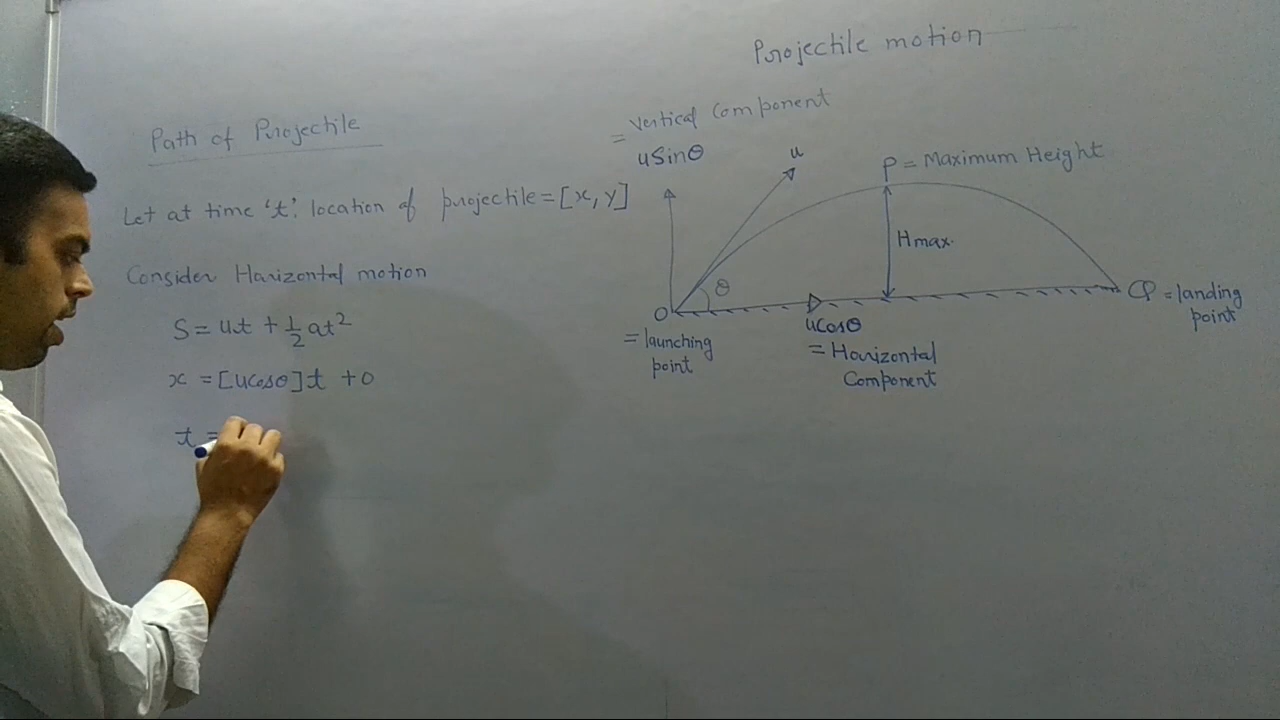 Projectile motion
Path of Projectile
Let at time 't'. location of projectile = [x, y]
Consider Horizontal motion
S = ut + 1/2 at²
x = [ucosθ]t + 0
t =
= Vertical Component
uSinθ
u
P = Maximum Height
Hmax.
θ
O
= launching
point
ucosθ
= Horizontal
Component
Q = landing
point